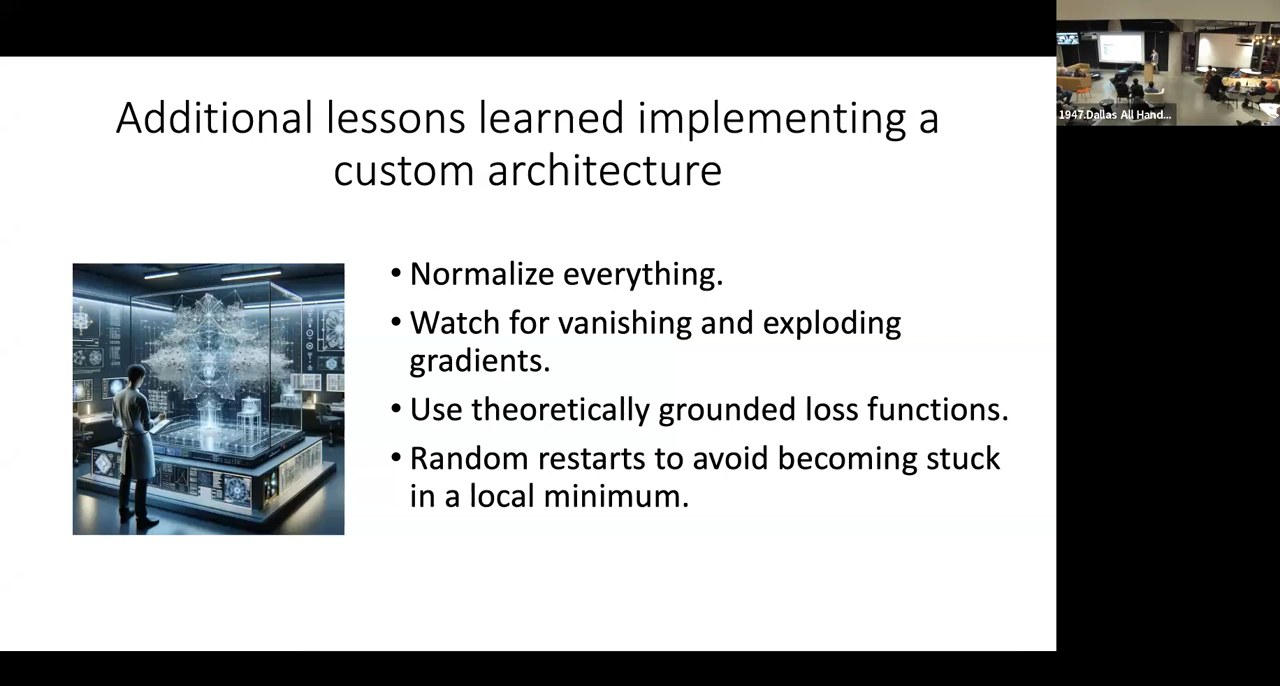 Additional lessons learned implementing a
custom architecture
• Normalize everything.
• Watch for vanishing and exploding
gradients.
• Use theoretically grounded loss functions.
• Random restarts to avoid becoming stuck
in a local minimum.
1947.Dallas All Hand...